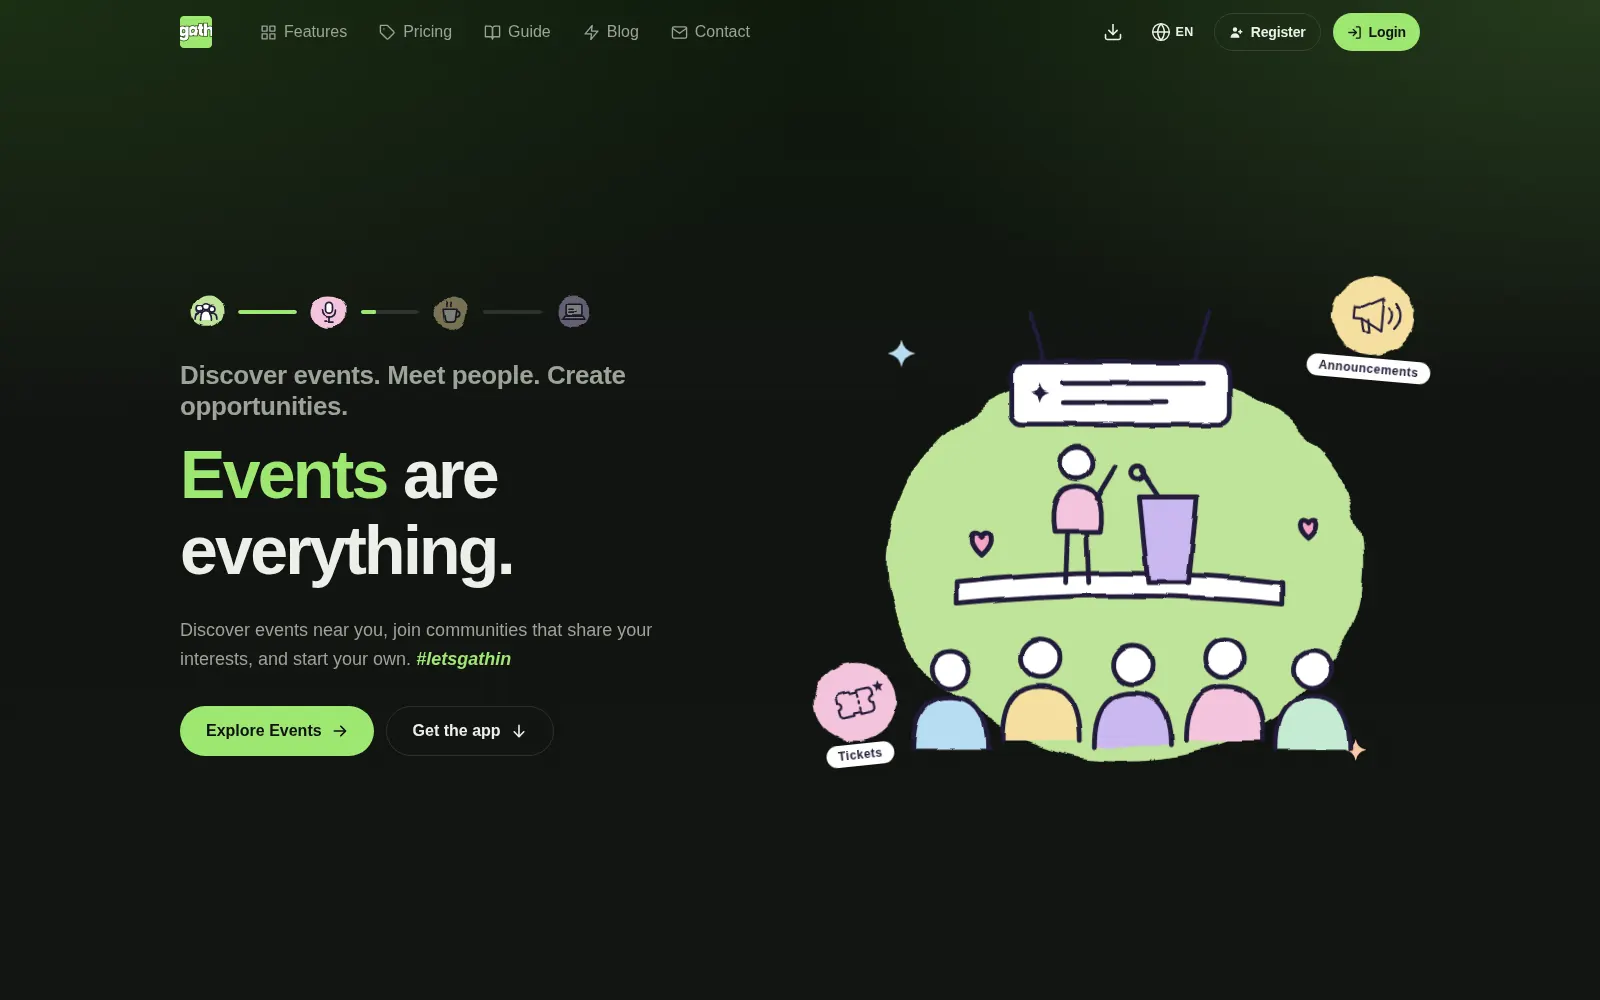 goth
Features
Pricing
Guide
Blog
Contact
EN
Register
Login
Discover events. Meet people. Create
opportunities.
Events are
everything.
Discover events near you, join communities that share your
interests, and start your own. #letsgathin
Explore Events
Get the app
Announcements
Tickets